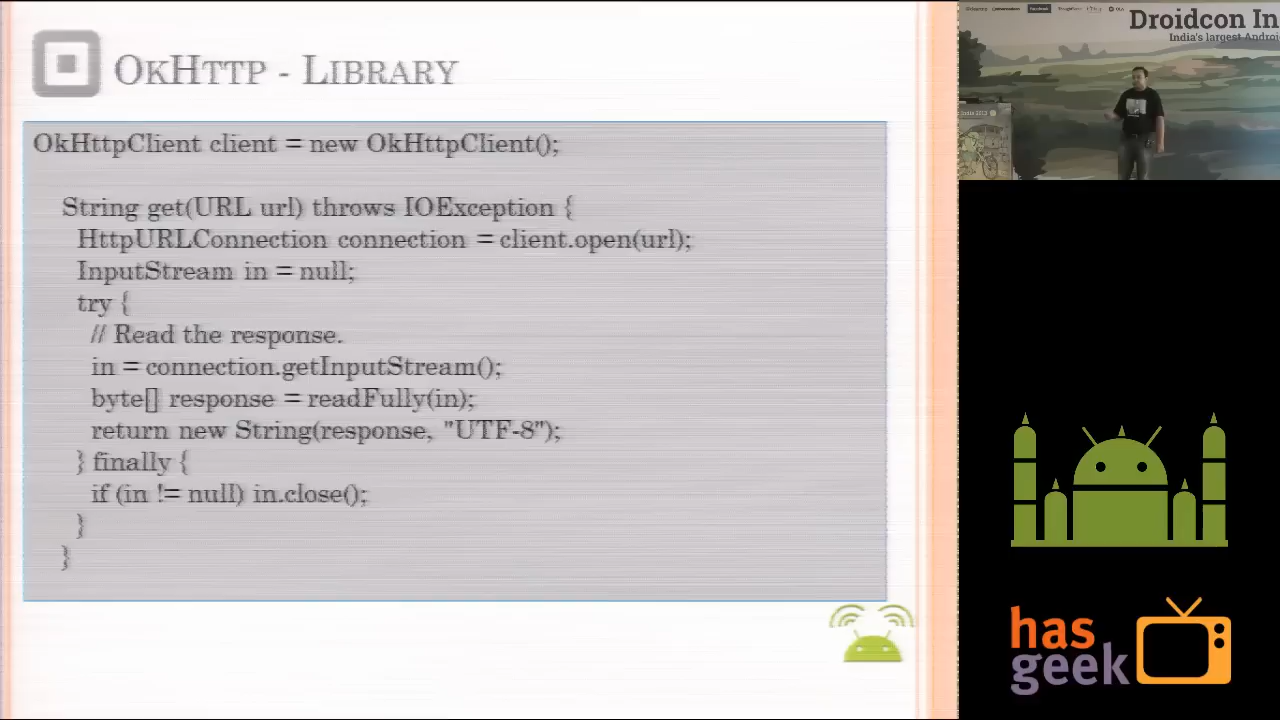 OkHttp - Library
OkHttpClient client = new OkHttpClient();
String get(URL url) throws IOException {
HttpURLConnection connection = client.open(url);
InputStream in = null;
try {
// Read the response.
in = connection.getInputStream();
byte[] response = readFully(in);
return new String(response, "UTF-8");
} finally {
if (in != null) in.close();
}
}
Droidcon In
India's largest Androi
has
geek